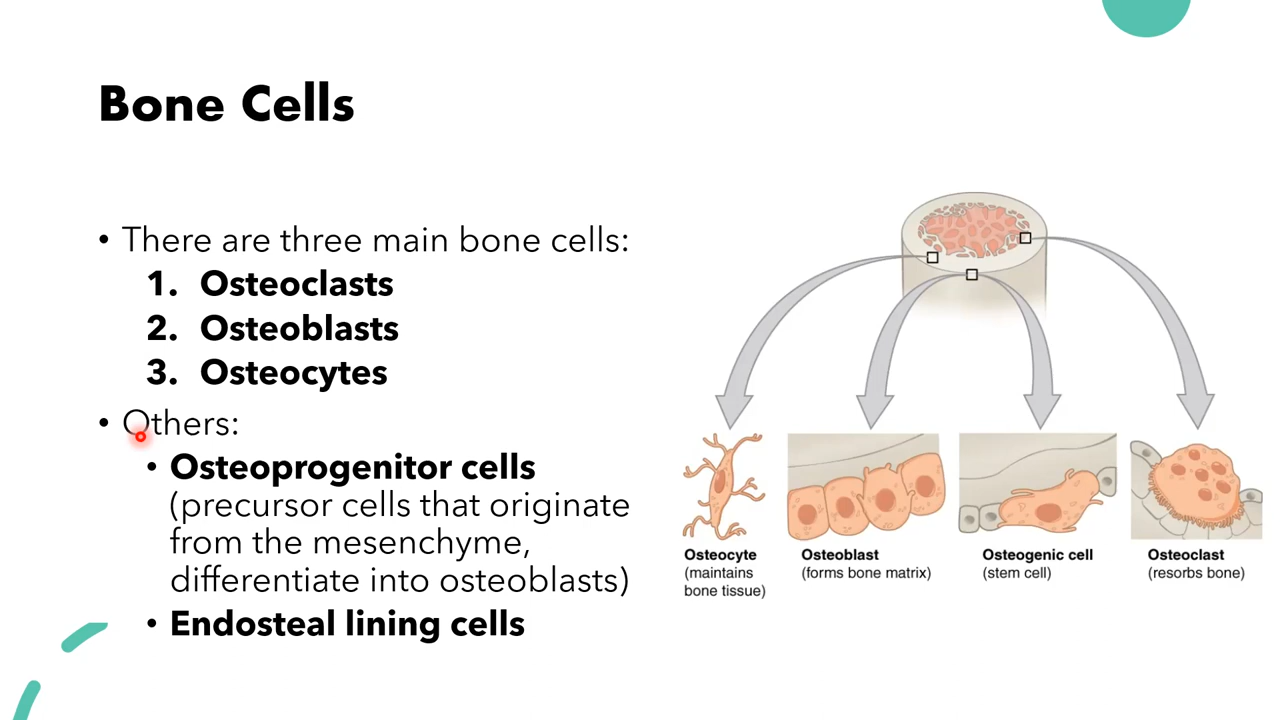 Bone Cells
• There are three main bone cells:
1. Osteoclasts
2. Osteoblasts
3. Osteocytes
• Others:
• Osteoprogenitor cells
(precursor cells that originate
from the mesenchyme,
differentiate into osteoblasts)
• Endosteal lining cells
Osteocyte
(maintains
bone tissue)
Osteoblast
(forms bone matrix)
Osteogenic cell
(stem cell)
Osteoclast
(resorbs bone)